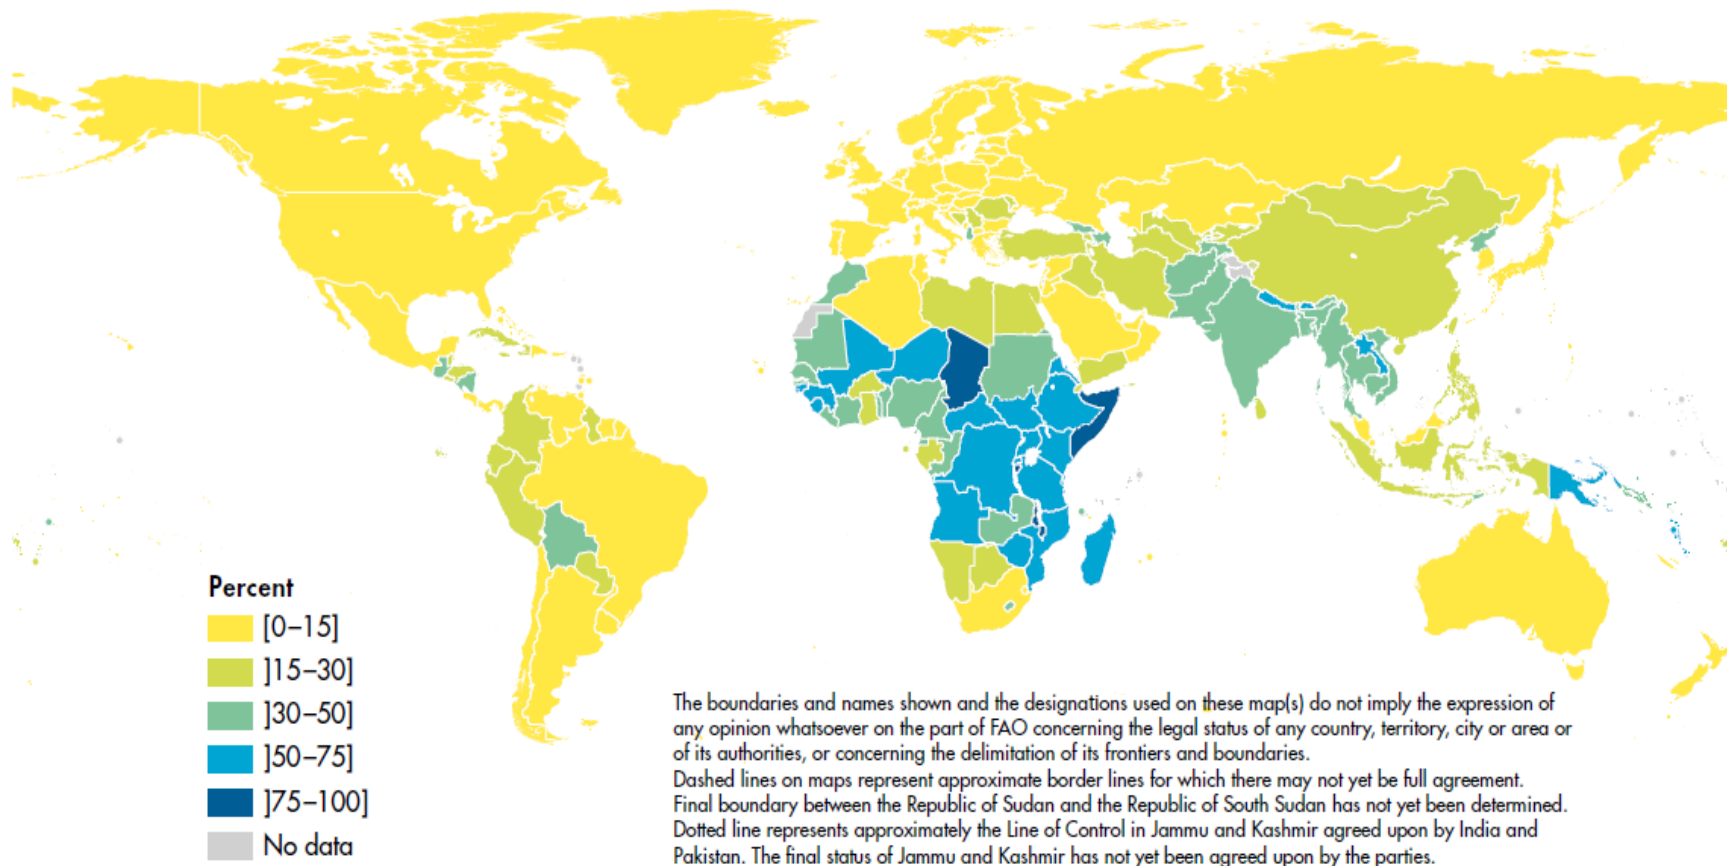 Percent
[0–15]
]15–30]
]30–50]
]50–75]
]75–100]
No data
The boundaries and names shown and the designations used on these map(s) do not imply the expression of
any opinion whatsoever on the part of FAO concerning the legal status of any country, territory, city or area or
of its authorities, or concerning the delimitation of its frontiers and boundaries.
Dashed lines on maps represent approximate border lines for which there may not yet be full agreement.
Final boundary between the Republic of Sudan and the Republic of South Sudan has not yet been determined.
Dotted line represents approximately the Line of Control in Jammu and Kashmir agreed upon by India and
Pakistan. The final status of Jammu and Kashmir has not yet been agreed upon by the parties.